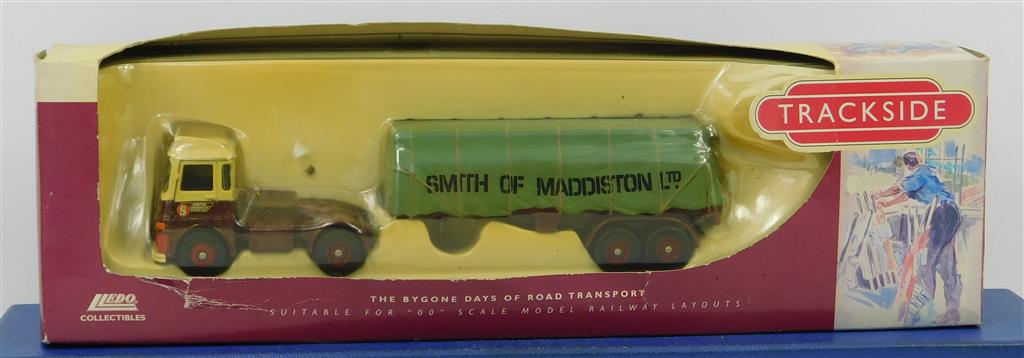 TRACKSIDE
SMITH OF MADDISTON LTD
THE BYGONE DAYS OF ROAD TRANSPORT
SUITABLE FOR "00" SCALE MODEL RAILWAY LAYOUTS
LLEDO
COLLECTIBLES